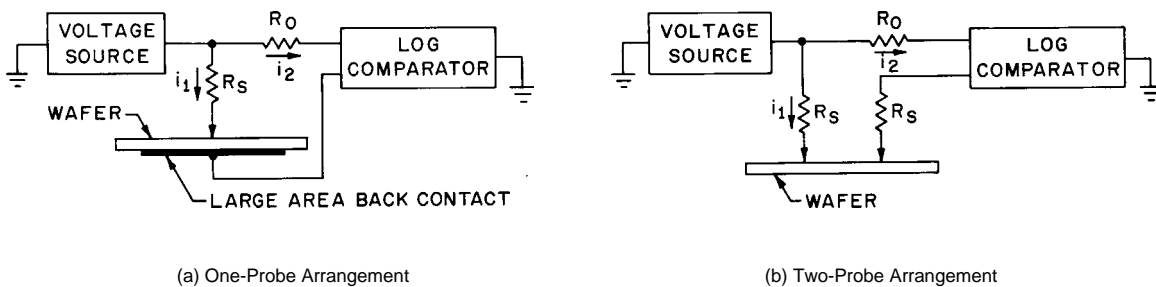 VOLTAGE
SOURCE
R₀
i₂
i₁
Rₛ
LOG
COMPARATOR
WAFER
LARGE AREA BACK CONTACT
(a) One-Probe Arrangement
VOLTAGE
SOURCE
R₀
i₂
i₁
Rₛ
Rₛ
LOG
COMPARATOR
WAFER
(b) Two-Probe Arrangement